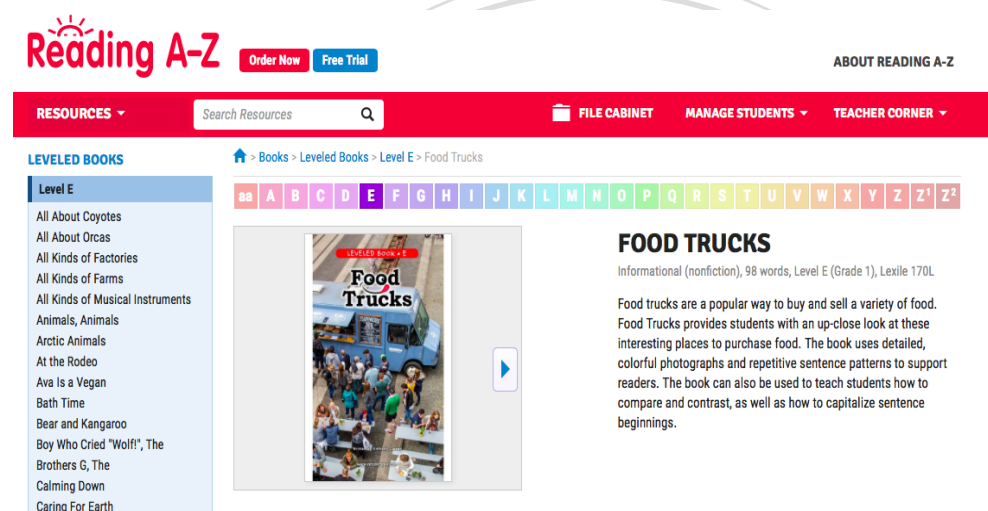 Reading A-Z
Order Now
Free Trial
ABOUT READING A-Z
RESOURCES
Search Resources
FILE CABINET
MANAGE STUDENTS
TEACHER CORNER
LEVELED BOOKS
> Books > Leveled Books > Level E > Food Trucks
Level E
aa A B C D E F G H I J K L M N O P Q R S T U V W X Y Z Z¹ Z²
All About Coyotes
All About Orcas
All Kinds of Factories
All Kinds of Farms
All Kinds of Musical Instruments
Animals, Animals
Arctic Animals
At the Rodeo
Ava Is a Vegan
Bath Time
Bear and Kangaroo
Boy Who Cried "Wolf!", The
Brothers G, The
Calming Down
Caring For Earth
LEVELED BOOK • E
Food
Trucks
FOOD TRUCKS
Informational (nonfiction), 98 words, Level E (Grade 1), Lexile 170L
Food trucks are a popular way to buy and sell a variety of food.
Food Trucks provides students with an up-close look at these
interesting places to purchase food. The book uses detailed,
colorful photographs and repetitive sentence patterns to support
readers. The book can also be used to teach students how to
compare and contrast, as well as how to capitalize sentence
beginnings.